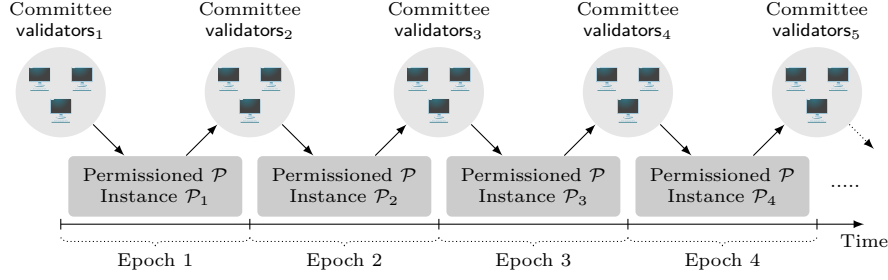 Committee
validators₁
Committee
validators₂
Committee
validators₃
Committee
validators₄
Committee
validators₅
Permissioned 𝒫
Instance 𝒫₁
Permissioned 𝒫
Instance 𝒫₂
Permissioned 𝒫
Instance 𝒫₃
Permissioned 𝒫
Instance 𝒫₄
.....
Time
Epoch 1
Epoch 2
Epoch 3
Epoch 4